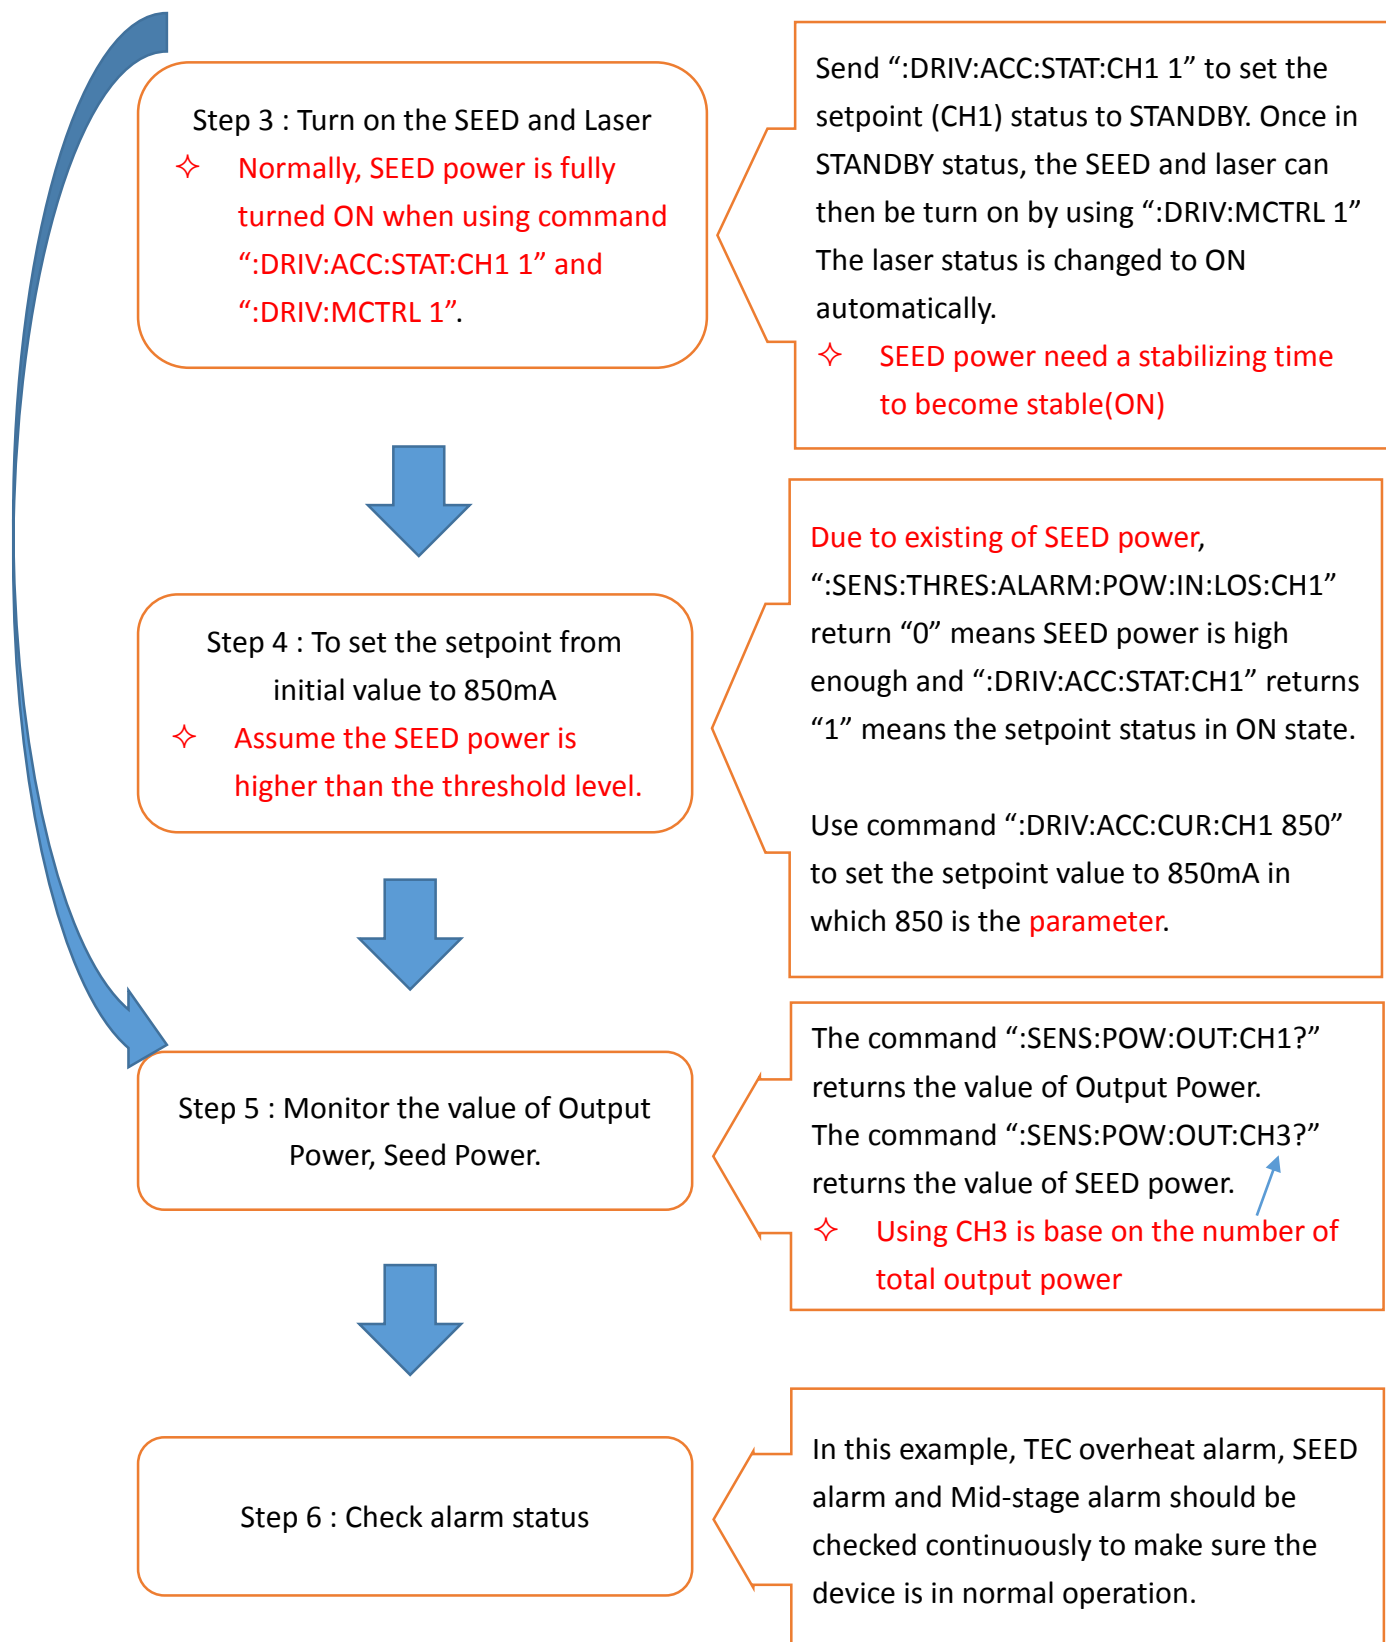 Step 3 : Turn on the SEED and Laser
✧ Normally, SEED power is fully
turned ON when using command
“:DRIV:ACC:STAT:CH1 1” and
“:DRIV:MCTRL 1”.
Send “:DRIV:ACC:STAT:CH1 1” to set the
setpoint (CH1) status to STANDBY. Once in
STANDBY status, the SEED and laser can
then be turn on by using “:DRIV:MCTRL 1”
The laser status is changed to ON
automatically.
✧ SEED power need a stabilizing time
to become stable(ON)
Step 4 : To set the setpoint from
initial value to 850mA
✧ Assume the SEED power is
higher than the threshold level.
Due to existing of SEED power,
“:SENS:THRES:ALARM:POW:IN:LOS:CH1”
return “0” means SEED power is high
enough and “:DRIV:ACC:STAT:CH1” returns
“1” means the setpoint status in ON state.
Use command “:DRIV:ACC:CUR:CH1 850”
to set the setpoint value to 850mA in
which 850 is the parameter.
Step 5 : Monitor the value of Output
Power, Seed Power.
The command “:SENS:POW:OUT:CH1?”
returns the value of Output Power.
The command “:SENS:POW:OUT:CH3?”
returns the value of SEED power.
✧ Using CH3 is base on the number of
total output power
Step 6 : Check alarm status
In this example, TEC overheat alarm, SEED
alarm and Mid-stage alarm should be
checked continuously to make sure the
device is in normal operation.